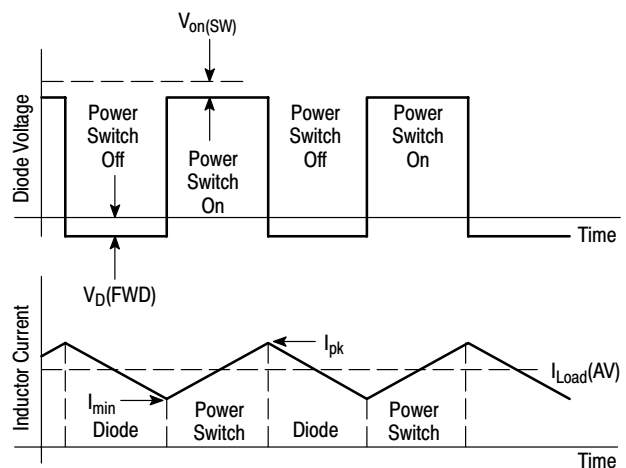 Von(SW)
Diode Voltage
Power
Switch
Off
Power
Switch
On
Power
Switch
Off
Power
Switch
On
Time
VD(FWD)
Inductor Current
Ipk
ILoad(AV)
Imin
Diode
Power
Switch
Diode
Power
Switch
Time